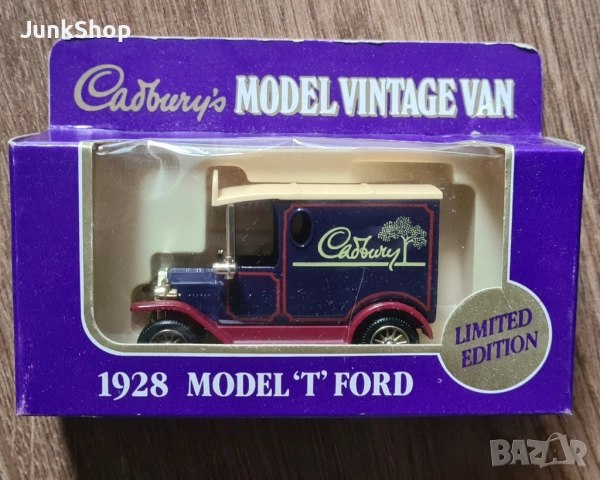 JunkShop
Cadbury's MODEL VINTAGE VAN
Cadbury
LIMITED
EDITION
1928 MODEL 'T' FORD
BAZAR